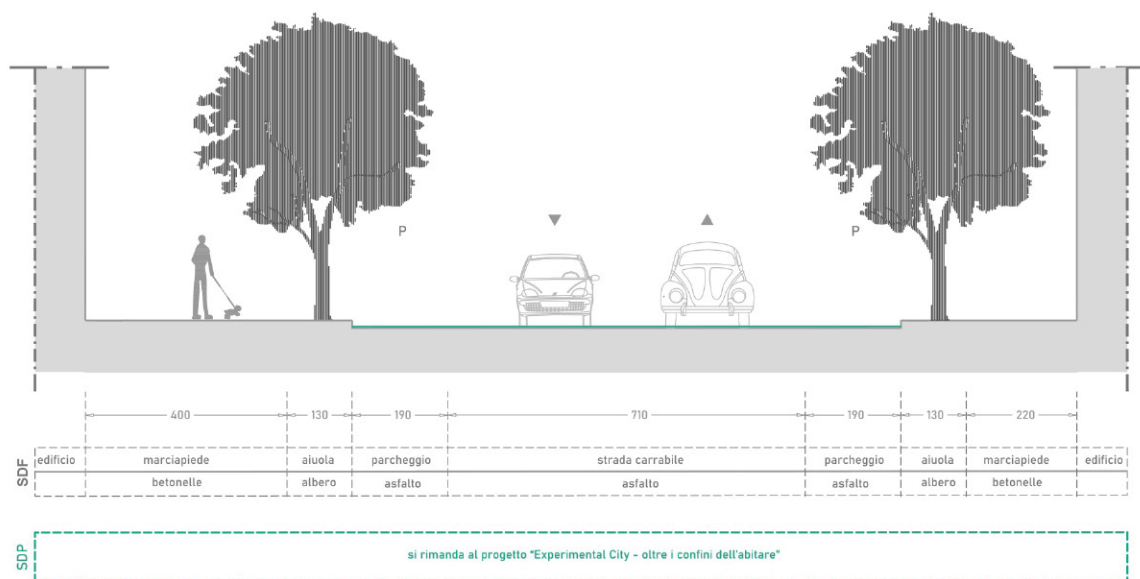 P
P
400 130 190 710 190 130 220
SDF
edificio marciapiede aiuola parcheggio strada carrabile parcheggio aiuola marciapiede edificio
betonelle albero asfalto asfalto asfalto albero betonelle
SDP
si rimanda al progetto "Experimental City - oltre i confini dell'abitare"